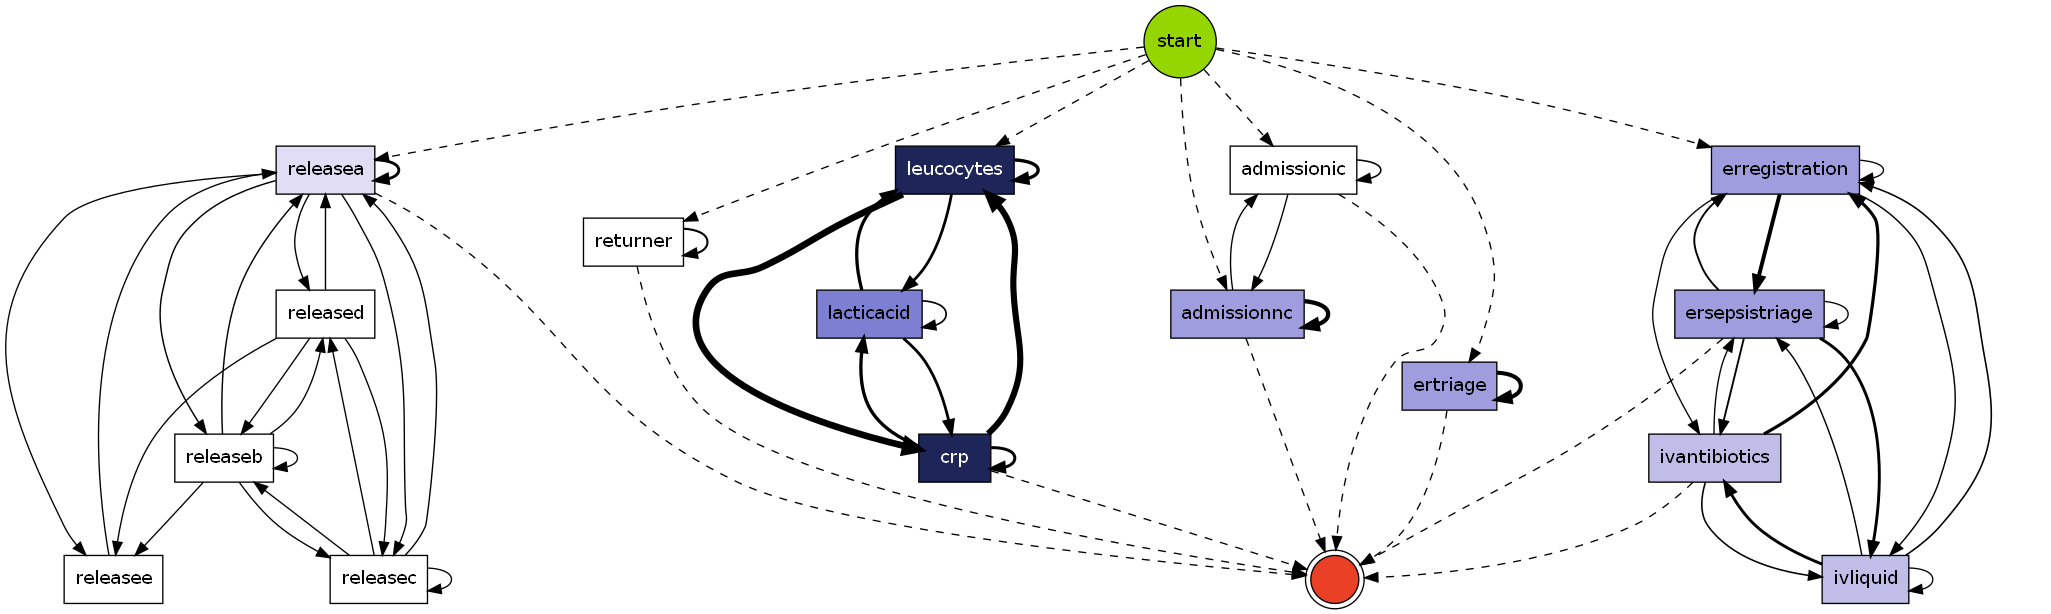 start
releasea
leucocytes
admissionic
erregistration
returner
released
lacticacid
admissionnc
ersepsistriage
ertriage
releaseb
crp
ivantibiotics
releasee
releasec
ivliquid